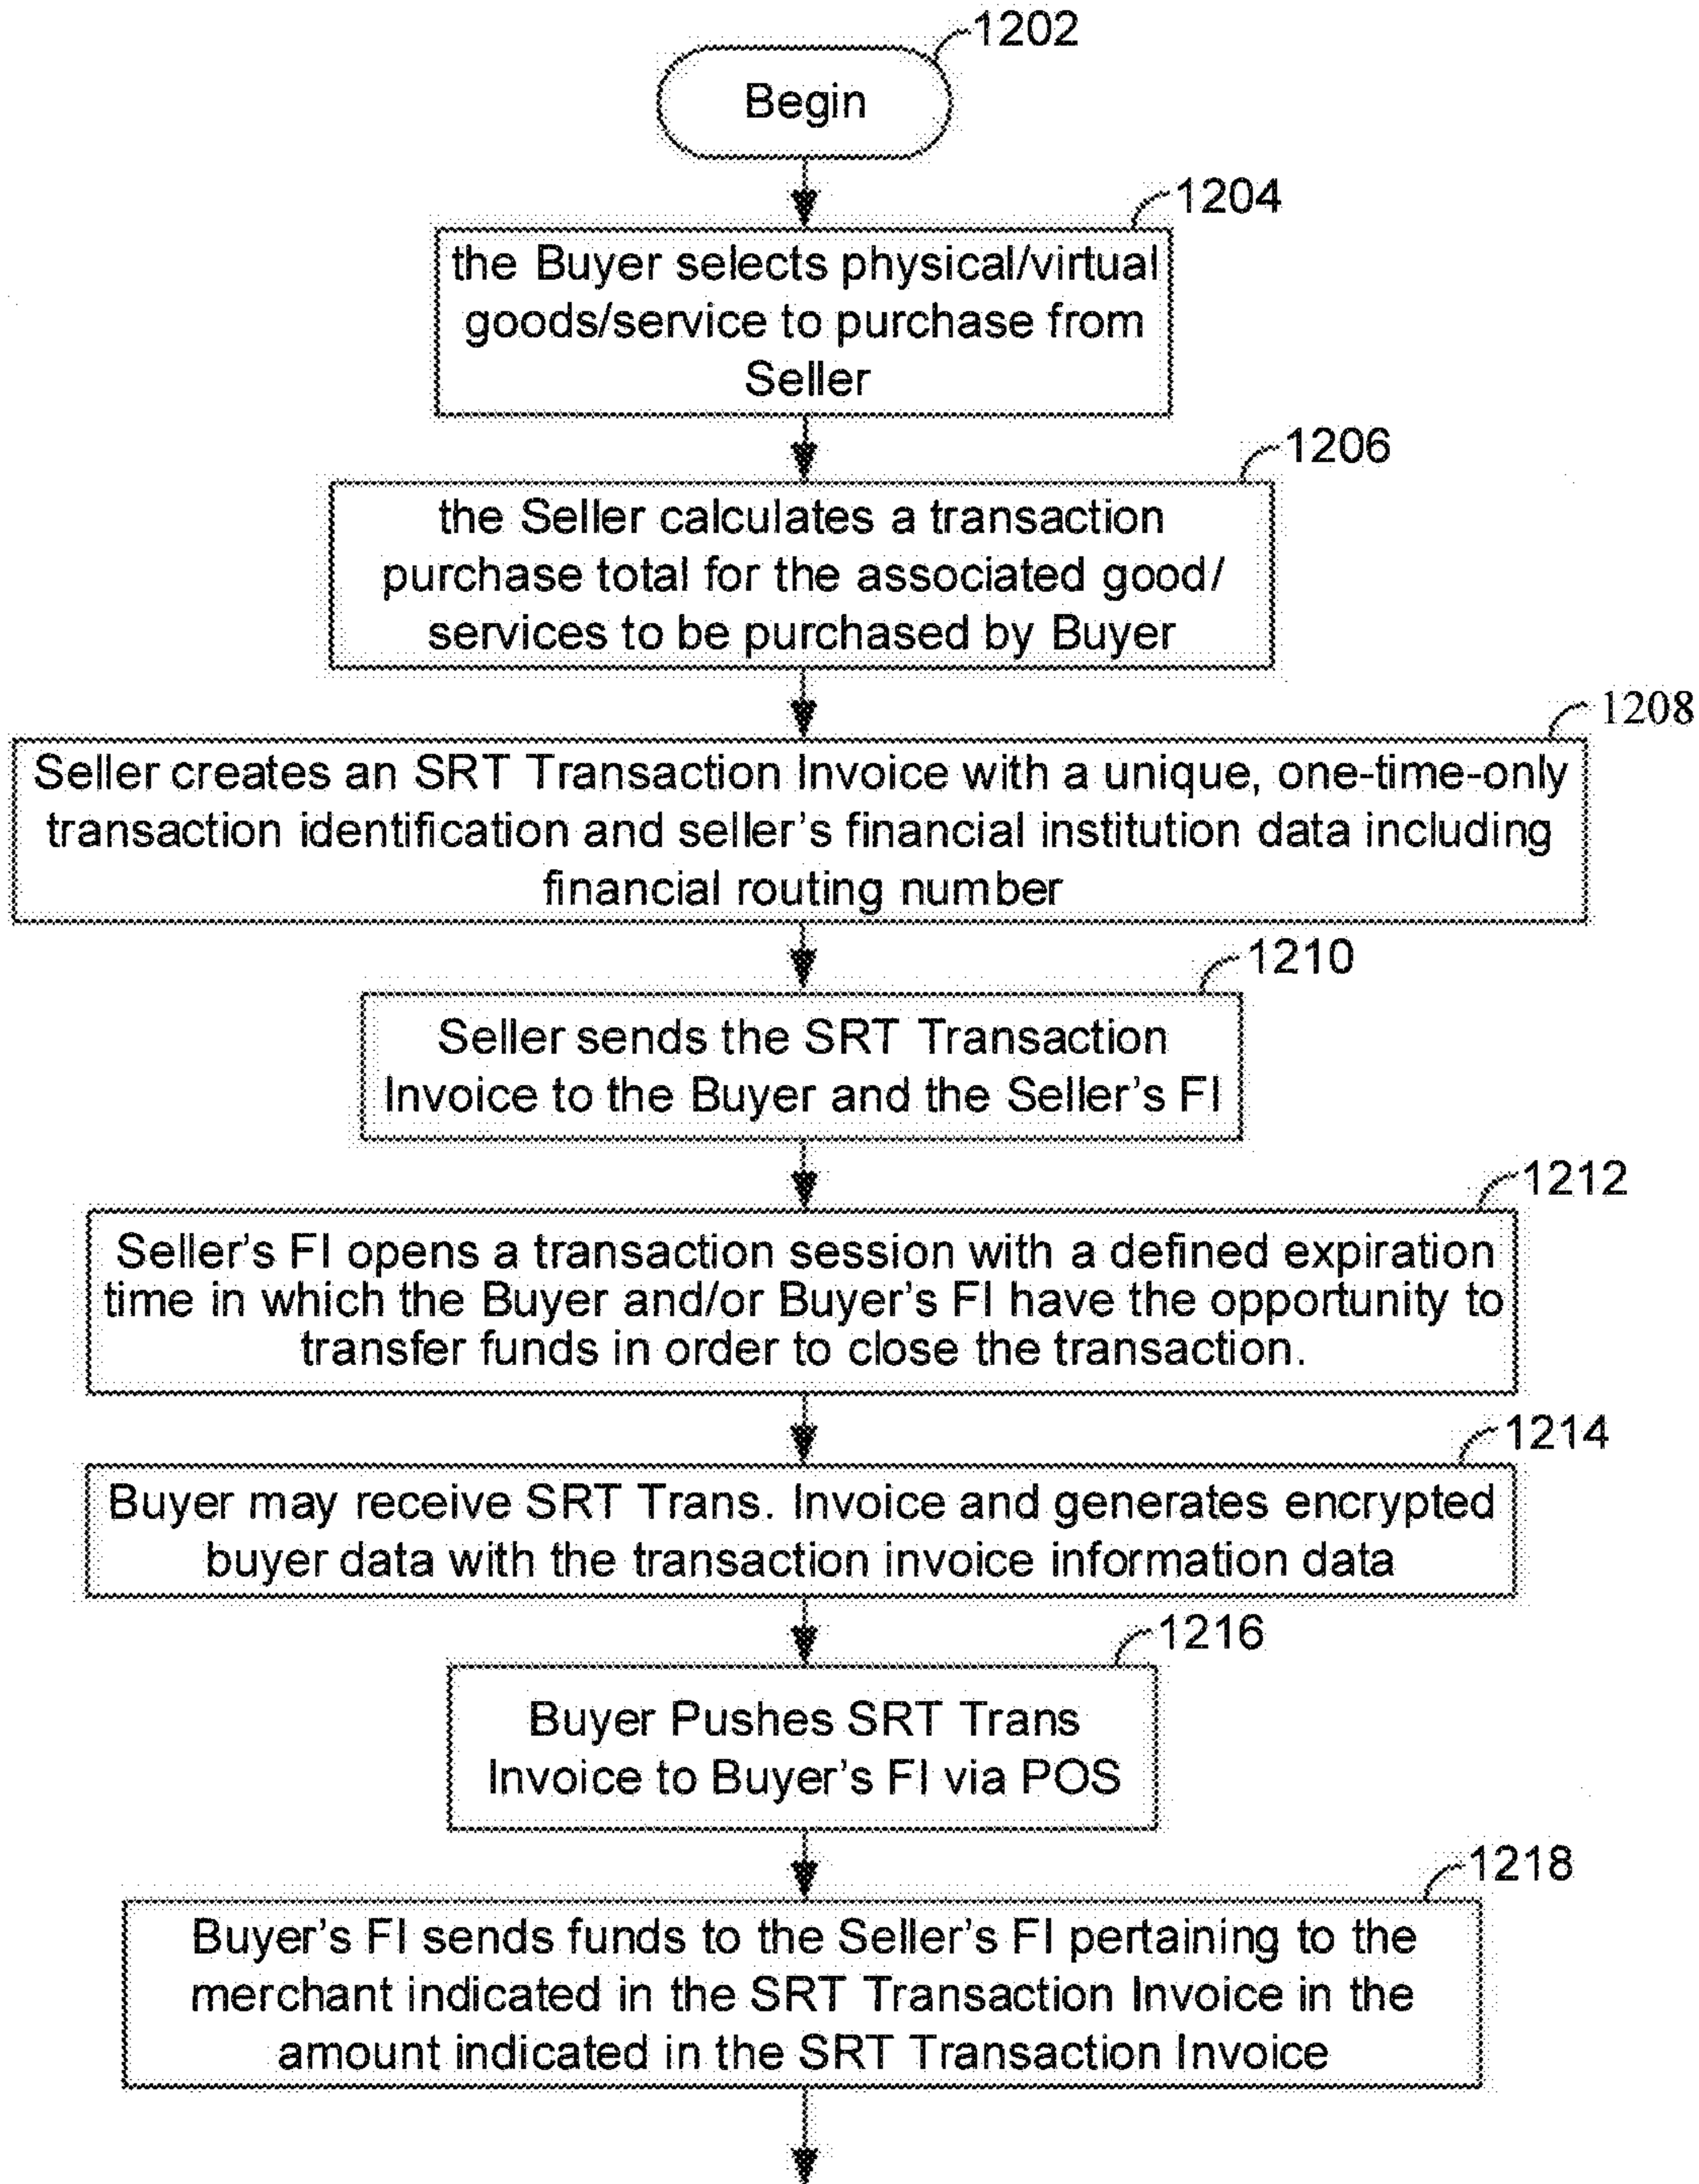 1202
Begin
1204
the Buyer selects physical/virtual
goods/service to purchase from
Seller
1206
the Seller calculates a transaction
purchase total for the associated good/
services to be purchased by Buyer
1208
Seller creates an SRT Transaction Invoice with a unique, one-time-only
transaction identification and seller's financial institution data including
financial routing number
1210
Seller sends the SRT Transaction
Invoice to the Buyer and the Seller's FI
1212
Seller's FI opens a transaction session with a defined expiration
time in which the Buyer and/or Buyer's FI have the opportunity to
transfer funds in order to close the transaction.
1214
Buyer may receive SRT Trans. Invoice and generates encrypted
buyer data with the transaction invoice information data
1216
Buyer Pushes SRT Trans
Invoice to Buyer's FI via POS
1218
Buyer's FI sends funds to the Seller's FI pertaining to the
merchant indicated in the SRT Transaction Invoice in the
amount indicated in the SRT Transaction Invoice